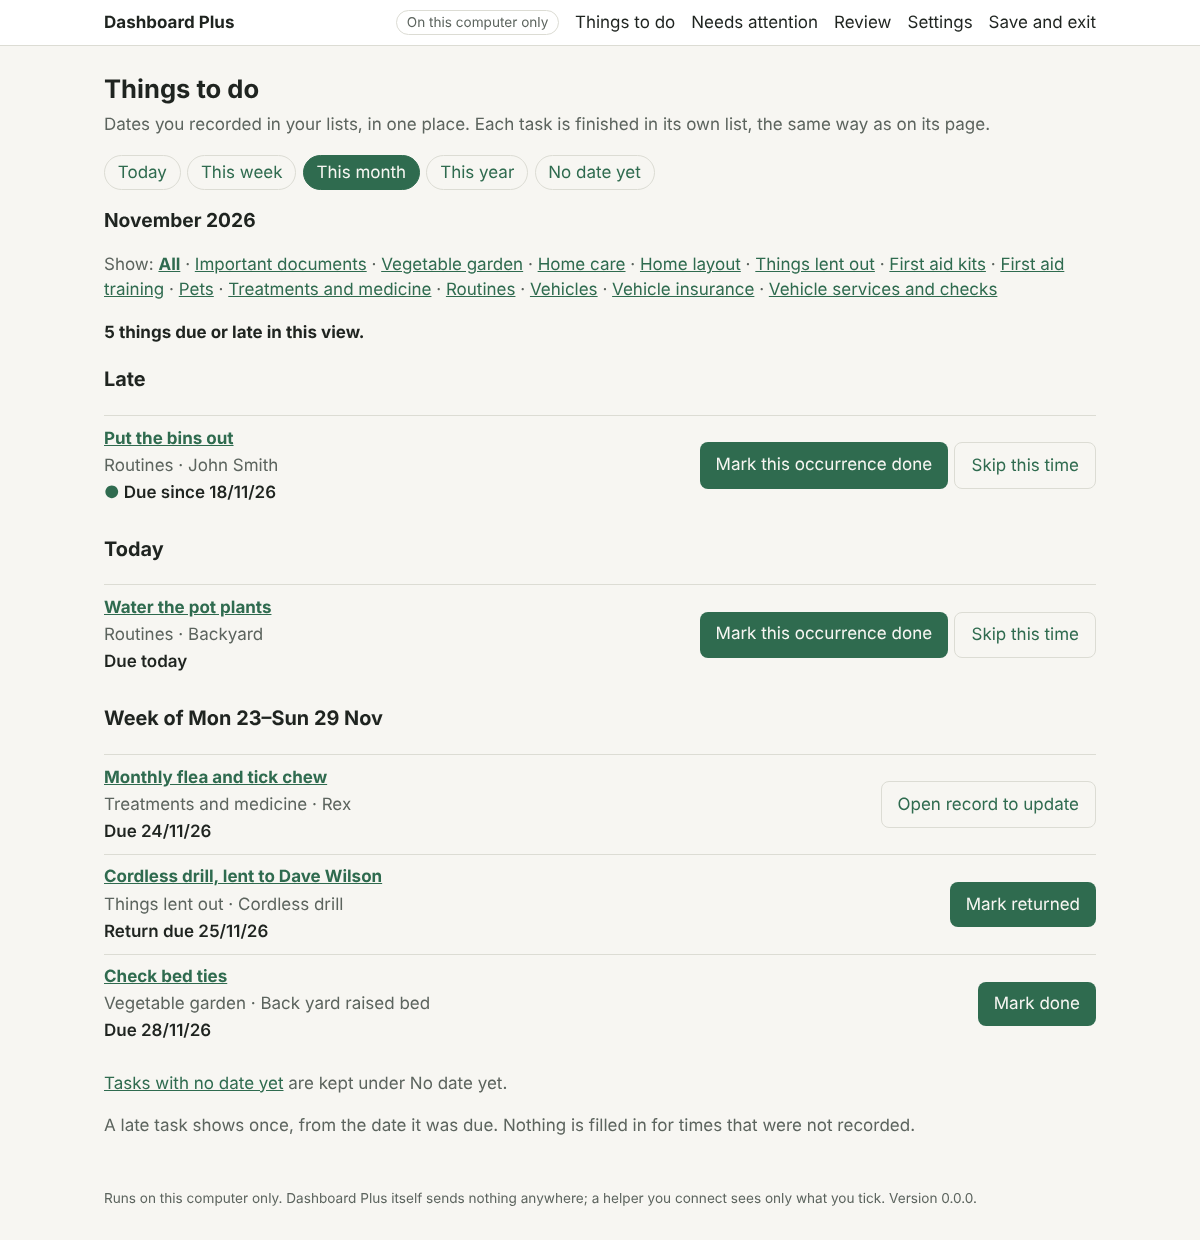 Dashboard Plus
On this computer only
Things to do
Needs attention
Review
Settings
Save and exit
Things to do
Dates you recorded in your lists, in one place. Each task is finished in its own list, the same way as on its page.
Today
This week
This month
This year
No date yet
November 2026
Show: All · Important documents · Vegetable garden · Home care · Home layout · Things lent out · First aid kits · First aid
training · Pets · Treatments and medicine · Routines · Vehicles · Vehicle insurance · Vehicle services and checks
5 things due or late in this view.
Late
Put the bins out
Routines · John Smith
Due since 18/11/26
Mark this occurrence done
Skip this time
Today
Water the pot plants
Routines · Backyard
Due today
Mark this occurrence done
Skip this time
Week of Mon 23–Sun 29 Nov
Monthly flea and tick chew
Treatments and medicine · Rex
Due 24/11/26
Open record to update
Cordless drill, lent to Dave Wilson
Things lent out · Cordless drill
Return due 25/11/26
Mark returned
Check bed ties
Vegetable garden · Back yard raised bed
Due 28/11/26
Mark done
Tasks with no date yet are kept under No date yet.
A late task shows once, from the date it was due. Nothing is filled in for times that were not recorded.
Runs on this computer only. Dashboard Plus itself sends nothing anywhere; a helper you connect sees only what you tick. Version 0.0.0.